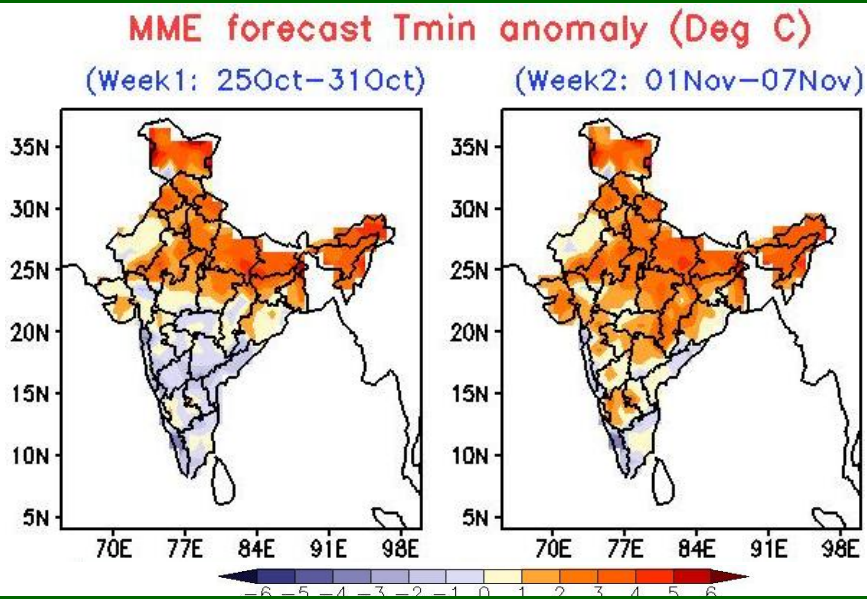 MME forecast Tmin anomaly (Deg C)
(Week1: 25Oct−31Oct) (Week2: 01Nov−07Nov)
35N 35N
30N 30N
25N 25N
20N 20N
15N 15N
10N 10N
5N 5N
70E 77E 84E 91E 98E 70E 77E 84E 91E 98E
−6 −5 −4 −3 −2 −1 0 1 2 3 4 5 6